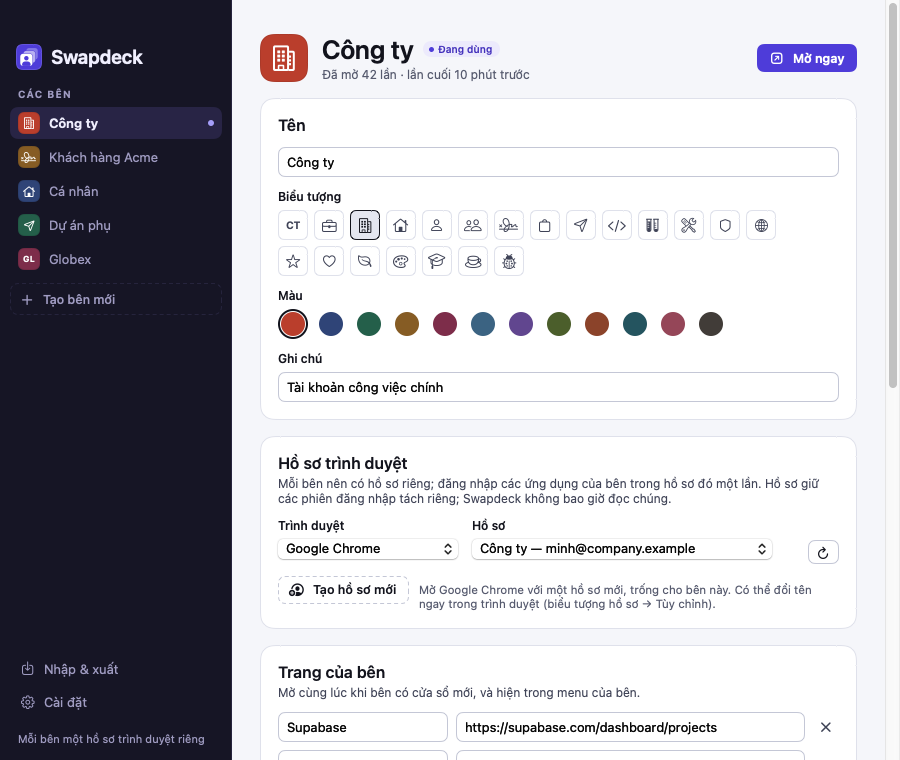 Swapdeck
CÁC BÊN
Công ty
Khách hàng Acme
Cá nhân
Dự án phụ
GL Globex
Tạo bên mới
Nhập & xuất
Cài đặt
Mỗi bên một hồ sơ trình duyệt riêng
Công ty
Đang dùng
Đã mở 42 lần · lần cuối 10 phút trước
Mở ngay
Tên
Công ty
Biểu tượng
CT
Màu
Ghi chú
Tài khoản công việc chính
Hồ sơ trình duyệt
Mỗi bên nên có hồ sơ riêng; đăng nhập các ứng dụng của bên trong hồ sơ đó một lần. Hồ sơ giữ
các phiên đăng nhập tách riêng; Swapdeck không bao giờ đọc chúng.
Trình duyệt
Hồ sơ
Google Chrome
Công ty — minh@company.example
Tạo hồ sơ mới
Mở Google Chrome với một hồ sơ mới, trống cho bên này. Có thể đổi tên
ngay trong trình duyệt (biểu tượng hồ sơ → Tùy chỉnh).
Trang của bên
Mở cùng lúc khi bên có cửa sổ mới, và hiện trong menu của bên.
Supabase
https://supabase.com/dashboard/projects